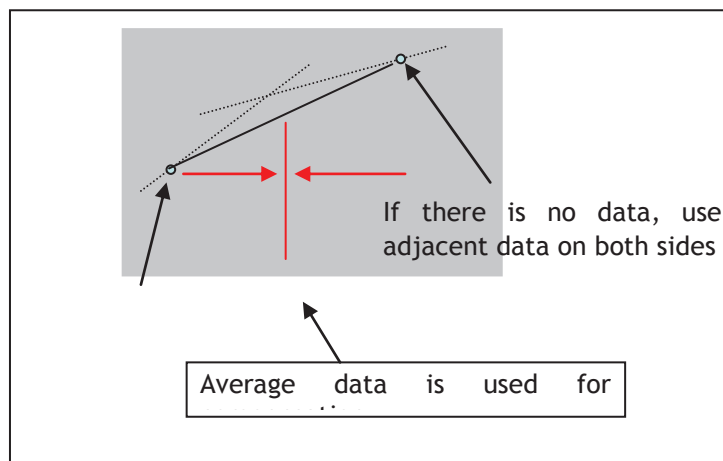 If there is no data, use
adjacent data on both sides
Average data is used for